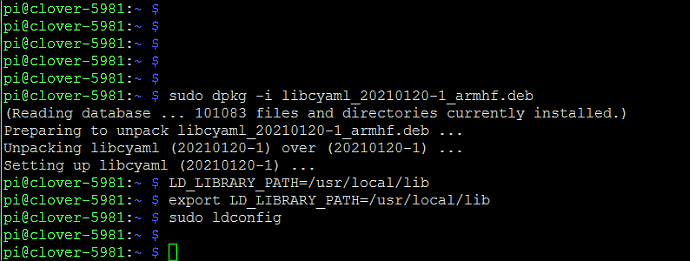 pi@clover-5981:~ $
pi@clover-5981:~ $
pi@clover-5981:~ $
pi@clover-5981:~ $
pi@clover-5981:~ $
pi@clover-5981:~ $ sudo dpkg -i libcyaml_20210120-1_armhf.deb
(Reading database ... 101083 files and directories currently installed.)
Preparing to unpack libcyaml_20210120-1_armhf.deb ...
Unpacking libcyaml (20210120-1) over (20210120-1) ...
Setting up libcyaml (20210120-1) ...
pi@clover-5981:~ $ LD_LIBRARY_PATH=/usr/local/lib
pi@clover-5981:~ $ export LD_LIBRARY_PATH=/usr/local/lib
pi@clover-5981:~ $ sudo ldconfig
pi@clover-5981:~ $
pi@clover-5981:~ $